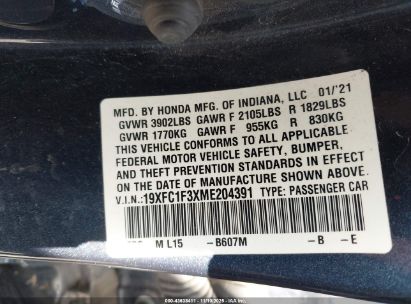 MFD. BY HONDA MFG. OF INDIANA, LLC 01/'21
GVWR 3902LBS GAWR F 2105LBS R 1829LBS
GVWR 1770KG GAWR F 955KG R 830KG
THIS VEHICLE CONFORMS TO ALL APPLICABLE
FEDERAL MOTOR VEHICLE SAFETY, BUMPER,
AND THEFT PREVENTION STANDARDS IN EFFECT
ON THE DATE OF MANUFACTURE SHOWN ABOVE.
V.I.N.:19XFC1F3XME204391 TYPE: PASSENGER CAR
M L15 -B607M -B -E